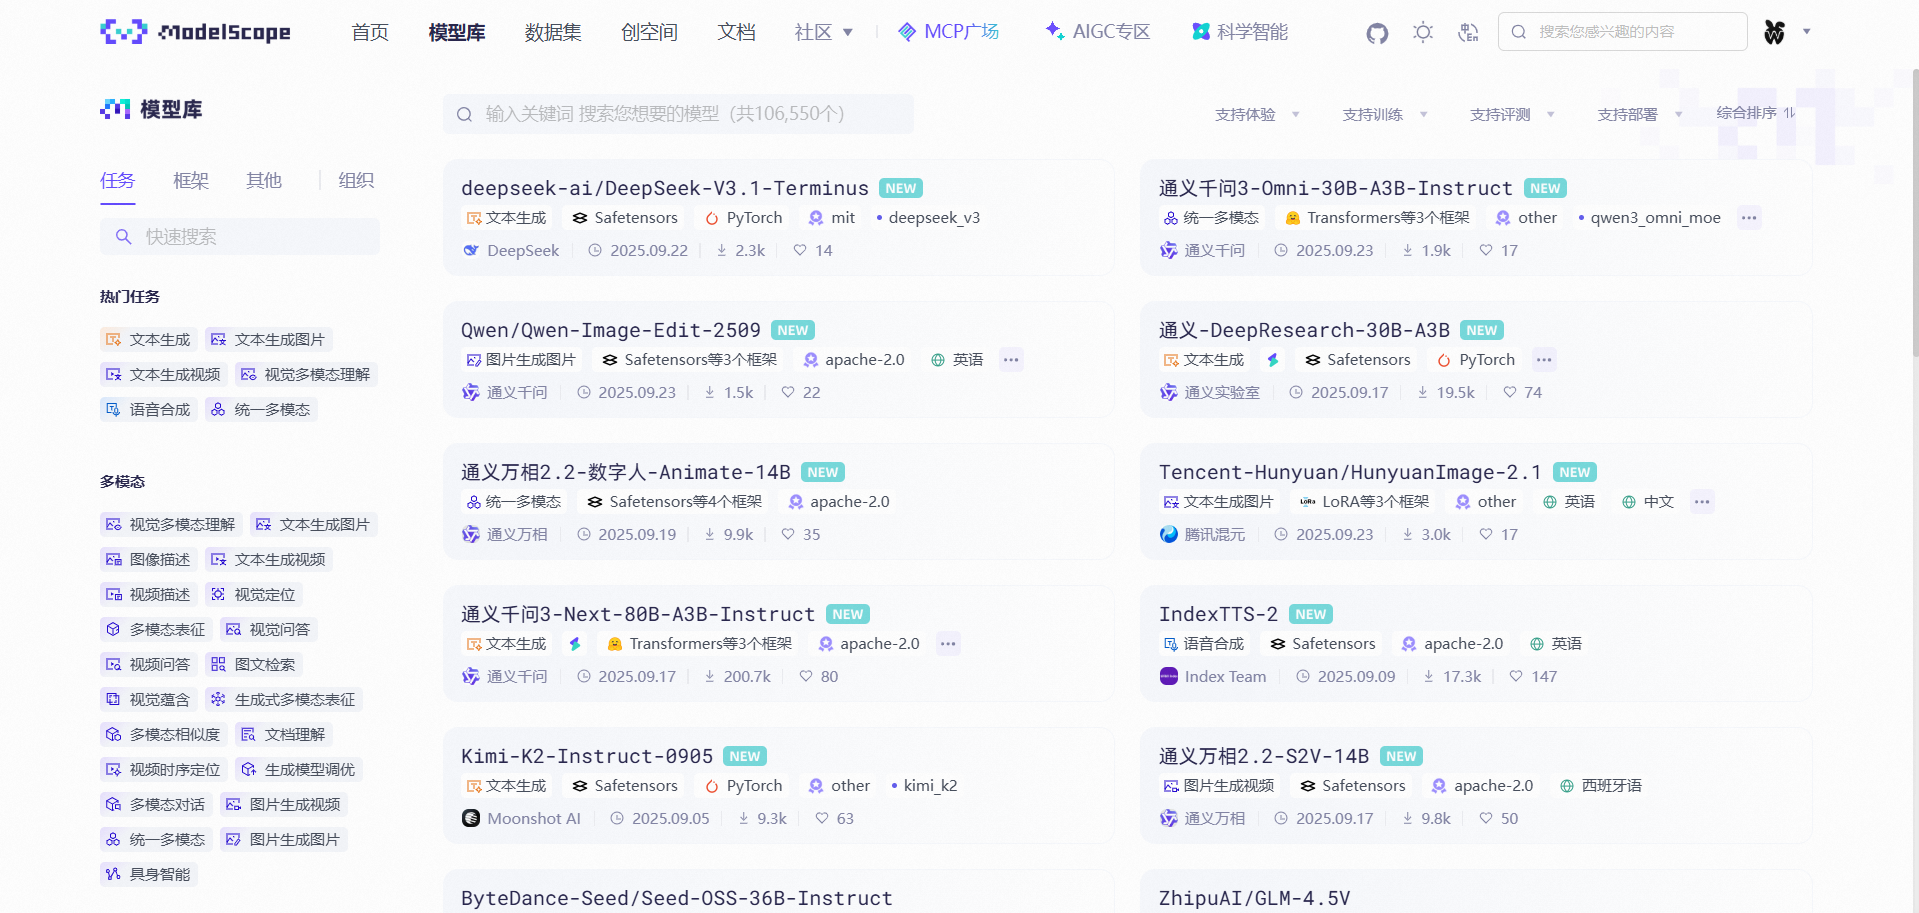 ModelScope 首页 模型库 数据集 创空间 文档 社区 MCP广场 AIGC专区 科学智能 搜索您感兴趣的内容
模型库
输入关键词 搜索您想要的模型（共106,550个）
支持体验 支持训练 支持评测 支持部署 综合排序
任务 框架 其他 组织
快速搜索
热门任务
文本生成 文本生成图片
文本生成视频 视觉多模态理解
语音合成 统一多模态
多模态
视觉多模态理解 文本生成图片
图像描述 文本生成视频
视频描述 视觉定位
多模态表征 视觉问答
视频问答 图文检索
视觉蕴含 生成式多模态表征
多模态相似度 文档理解
视频时序定位 生成模型调优
多模态对话 图片生成视频
统一多模态 图片生成图片
具身智能
deepseek-ai/DeepSeek-V3.1-Terminus NEW
文本生成 Safetensors PyTorch mit • deepseek_v3
DeepSeek 2025.09.22 2.3k 14
通义千问3-Omni-30B-A3B-Instruct NEW
统一多模态 Transformers等3个框架 other • qwen3_omni_moe ···
通义千问 2025.09.23 1.9k 17
Qwen/Qwen-Image-Edit-2509 NEW
图片生成图片 Safetensors等3个框架 apache-2.0 英语 ···
通义千问 2025.09.23 1.5k 22
通义-DeepResearch-30B-A3B NEW
文本生成 Safetensors PyTorch ···
通义实验室 2025.09.17 19.5k 74
通义万相2.2-数字人-Animate-14B NEW
统一多模态 Safetensors等4个框架 apache-2.0
通义万相 2025.09.19 9.9k 35
Tencent-Hunyuan/HunyuanImage-2.1 NEW
文本生成图片 LoRA LoRA等3个框架 other 英语 中文 ···
腾讯混元 2025.09.23 3.0k 17
通义千问3-Next-80B-A3B-Instruct NEW
文本生成 Transformers等3个框架 apache-2.0 ···
通义千问 2025.09.17 200.7k 80
IndexTTS-2 NEW
语音合成 Safetensors apache-2.0 英语
Index Team 2025.09.09 17.3k 147
Kimi-K2-Instruct-0905 NEW
文本生成 Safetensors PyTorch other • kimi_k2
Moonshot AI 2025.09.05 9.3k 63
通义万相2.2-S2V-14B NEW
图片生成视频 Safetensors apache-2.0 西班牙语
通义万相 2025.09.17 9.8k 50
ByteDance-Seed/Seed-OSS-36B-Instruct
ZhipuAI/GLM-4.5V